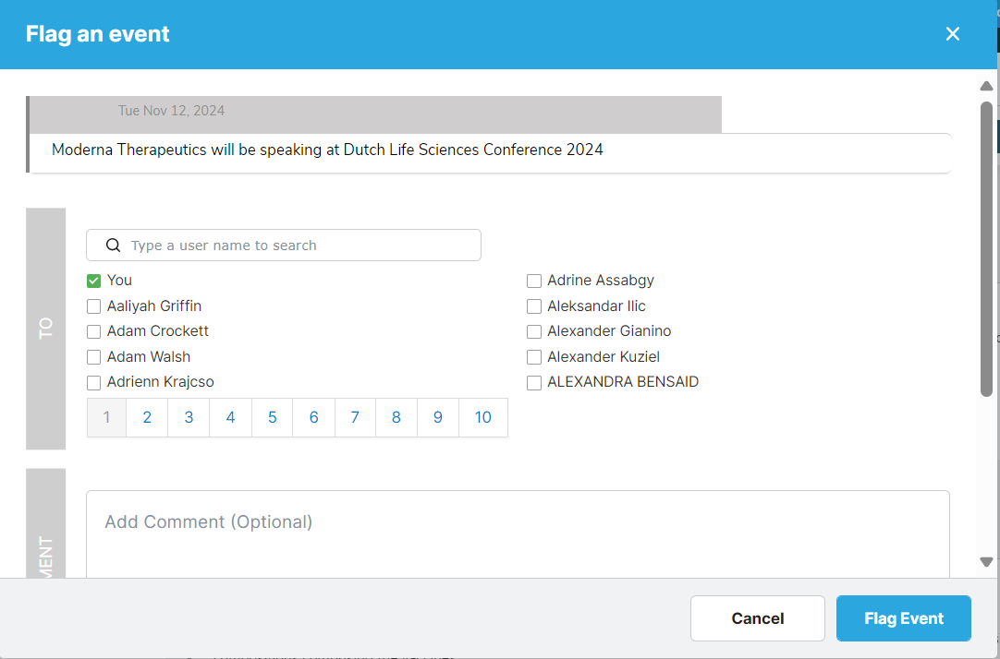 Flag an event
Tue Nov 12, 2024
Moderna Therapeutics will be speaking at Dutch Life Sciences Conference 2024
TO
Type a user name to search
You
Aaliyah Griffin
Adam Crockett
Adam Walsh
Adrienn Krajcso
Adrine Assabgy
Aleksandar Ilic
Alexander Gianino
Alexander Kuziel
ALEXANDRA BENSAID
1 2 3 4 5 6 7 8 9 10
MENT
Add Comment (Optional)
Cancel
Flag Event